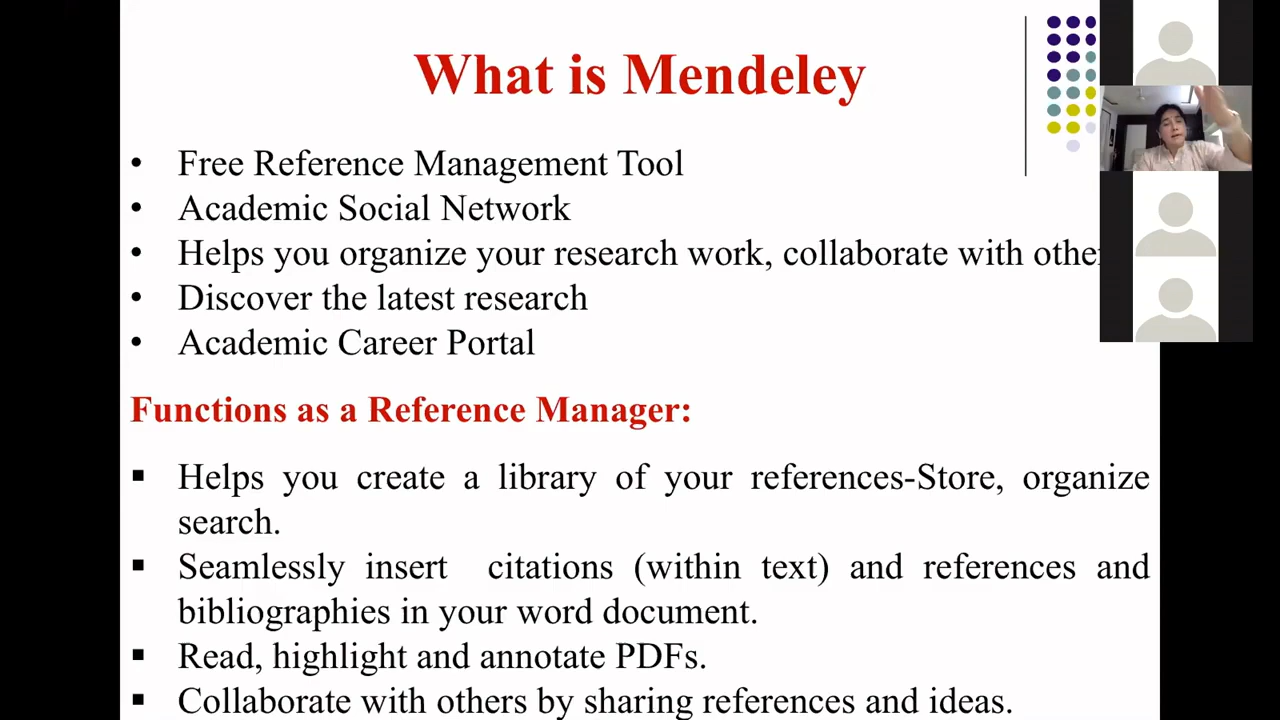 What is Mendeley
• Free Reference Management Tool
• Academic Social Network
• Helps you organize your research work, collaborate with other
• Discover the latest research
• Academic Career Portal
Functions as a Reference Manager:
▪ Helps you create a library of your references-Store, organize
search.
▪ Seamlessly insert citations (within text) and references and
bibliographies in your word document.
▪ Read, highlight and annotate PDFs.
▪ Collaborate with others by sharing references and ideas.